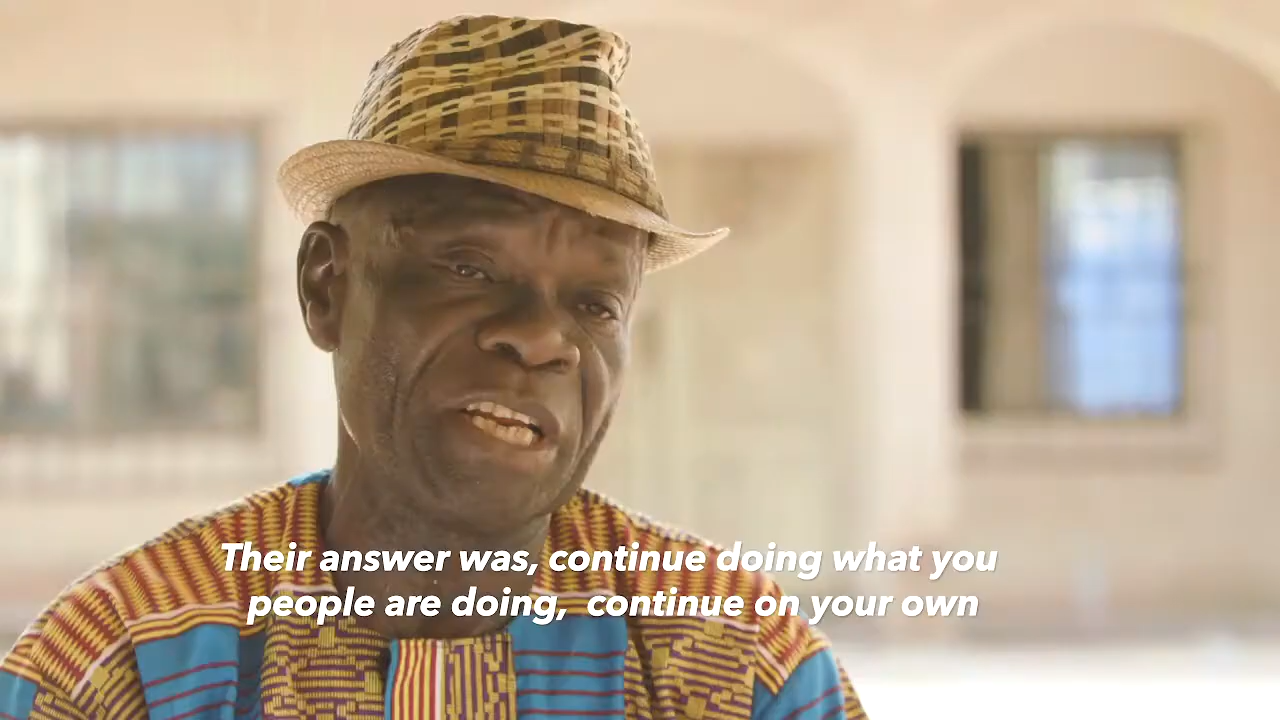 Their answer was, continue doing what you
people are doing,  continue on your own